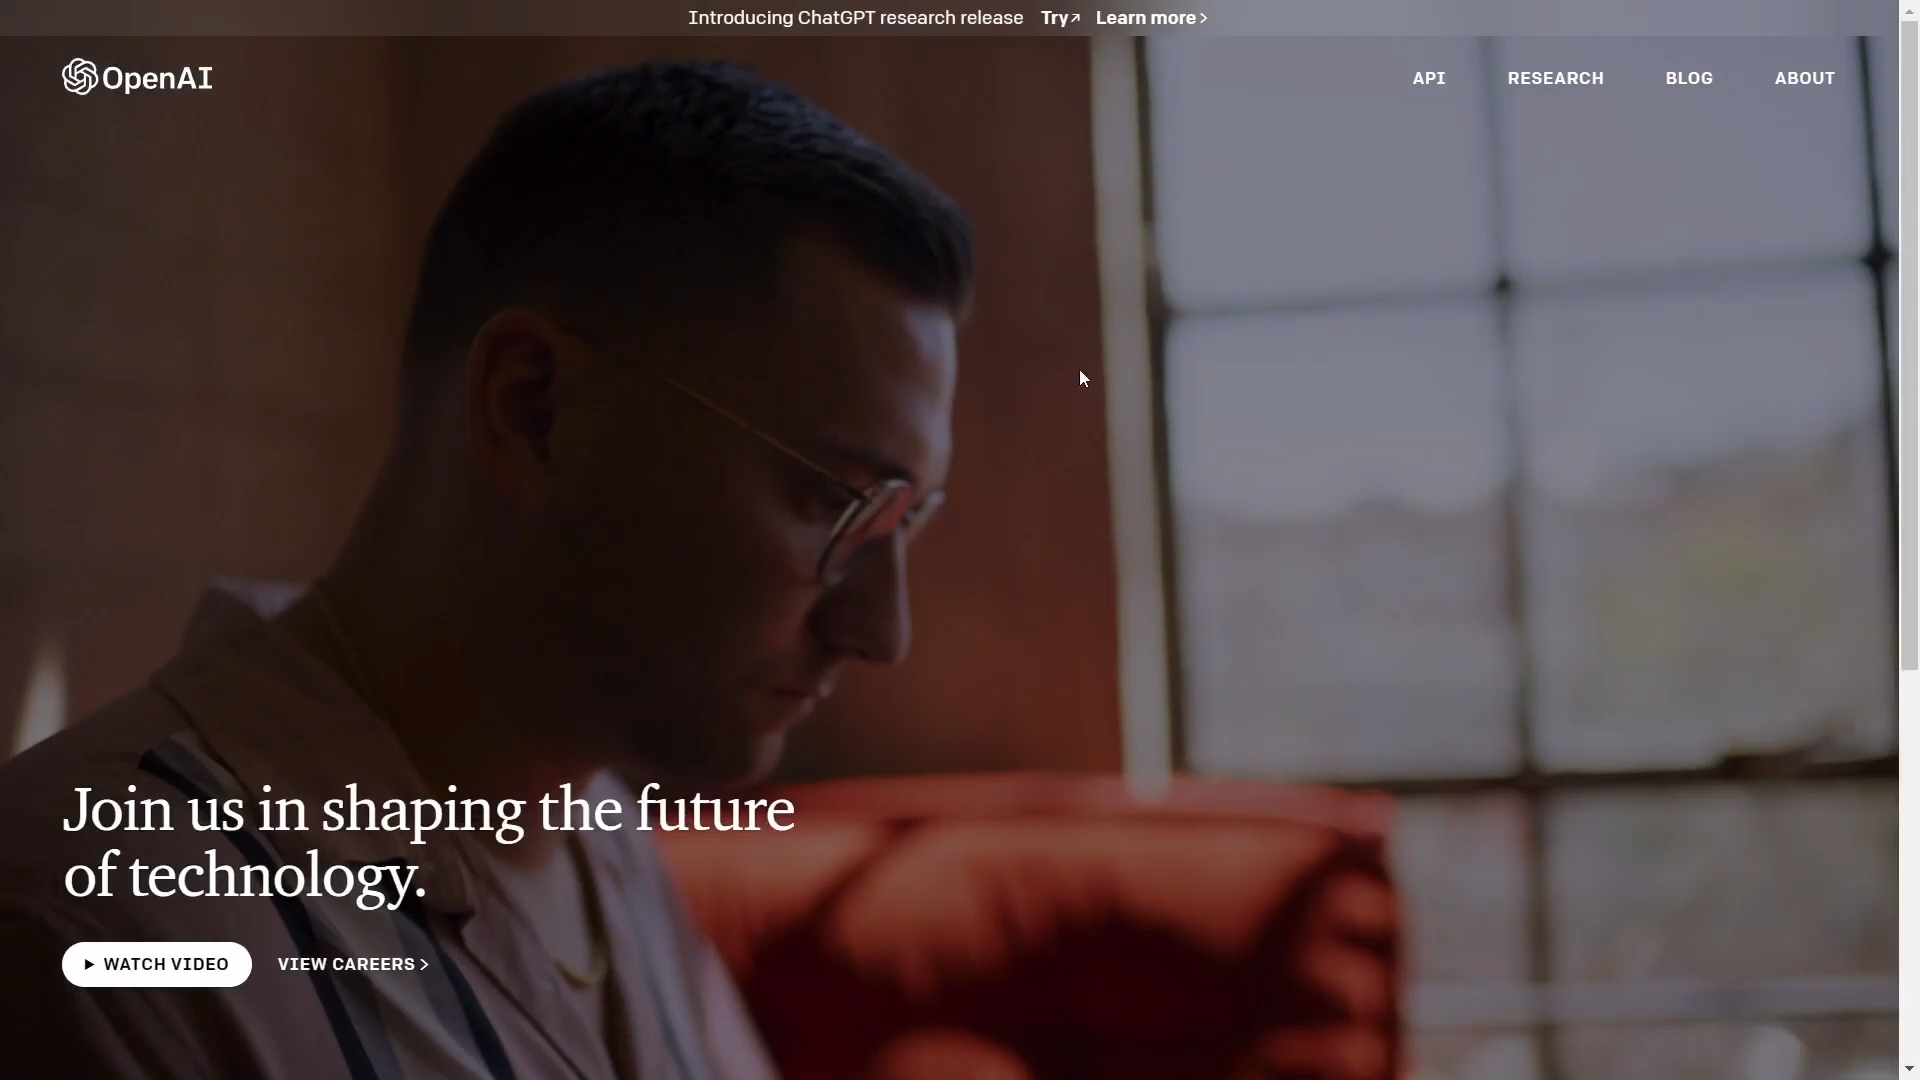 Introducing ChatGPT research release Try↗ Learn more >
OpenAI
API RESEARCH BLOG ABOUT
Join us in shaping the future
of technology.
WATCH VIDEO VIEW CAREERS >